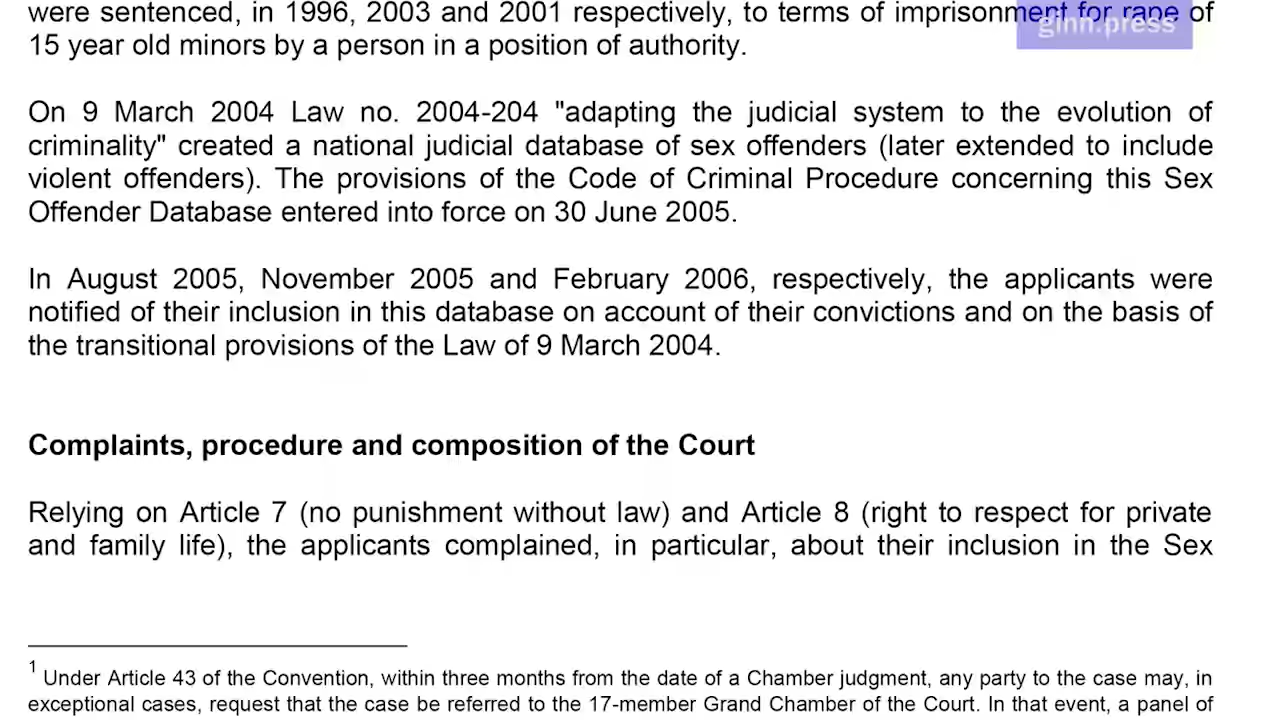 were sentenced, in 1996, 2003 and 2001 respectively, to terms of imprisonment for rape of
ginn.press
15 year old minors by a person in a position of authority.
On 9 March 2004 Law no. 2004-204 "adapting the judicial system to the evolution of
criminality" created a national judicial database of sex offenders (later extended to include
violent offenders). The provisions of the Code of Criminal Procedure concerning this Sex
Offender Database entered into force on 30 June 2005.
In August 2005, November 2005 and February 2006, respectively, the applicants were
notified of their inclusion in this database on account of their convictions and on the basis of
the transitional provisions of the Law of 9 March 2004.
Complaints, procedure and composition of the Court
Relying on Article 7 (no punishment without law) and Article 8 (right to respect for private
and family life), the applicants complained, in particular, about their inclusion in the Sex
1 Under Article 43 of the Convention, within three months from the date of a Chamber judgment, any party to the case may, in
exceptional cases, request that the case be referred to the 17-member Grand Chamber of the Court. In that event, a panel of